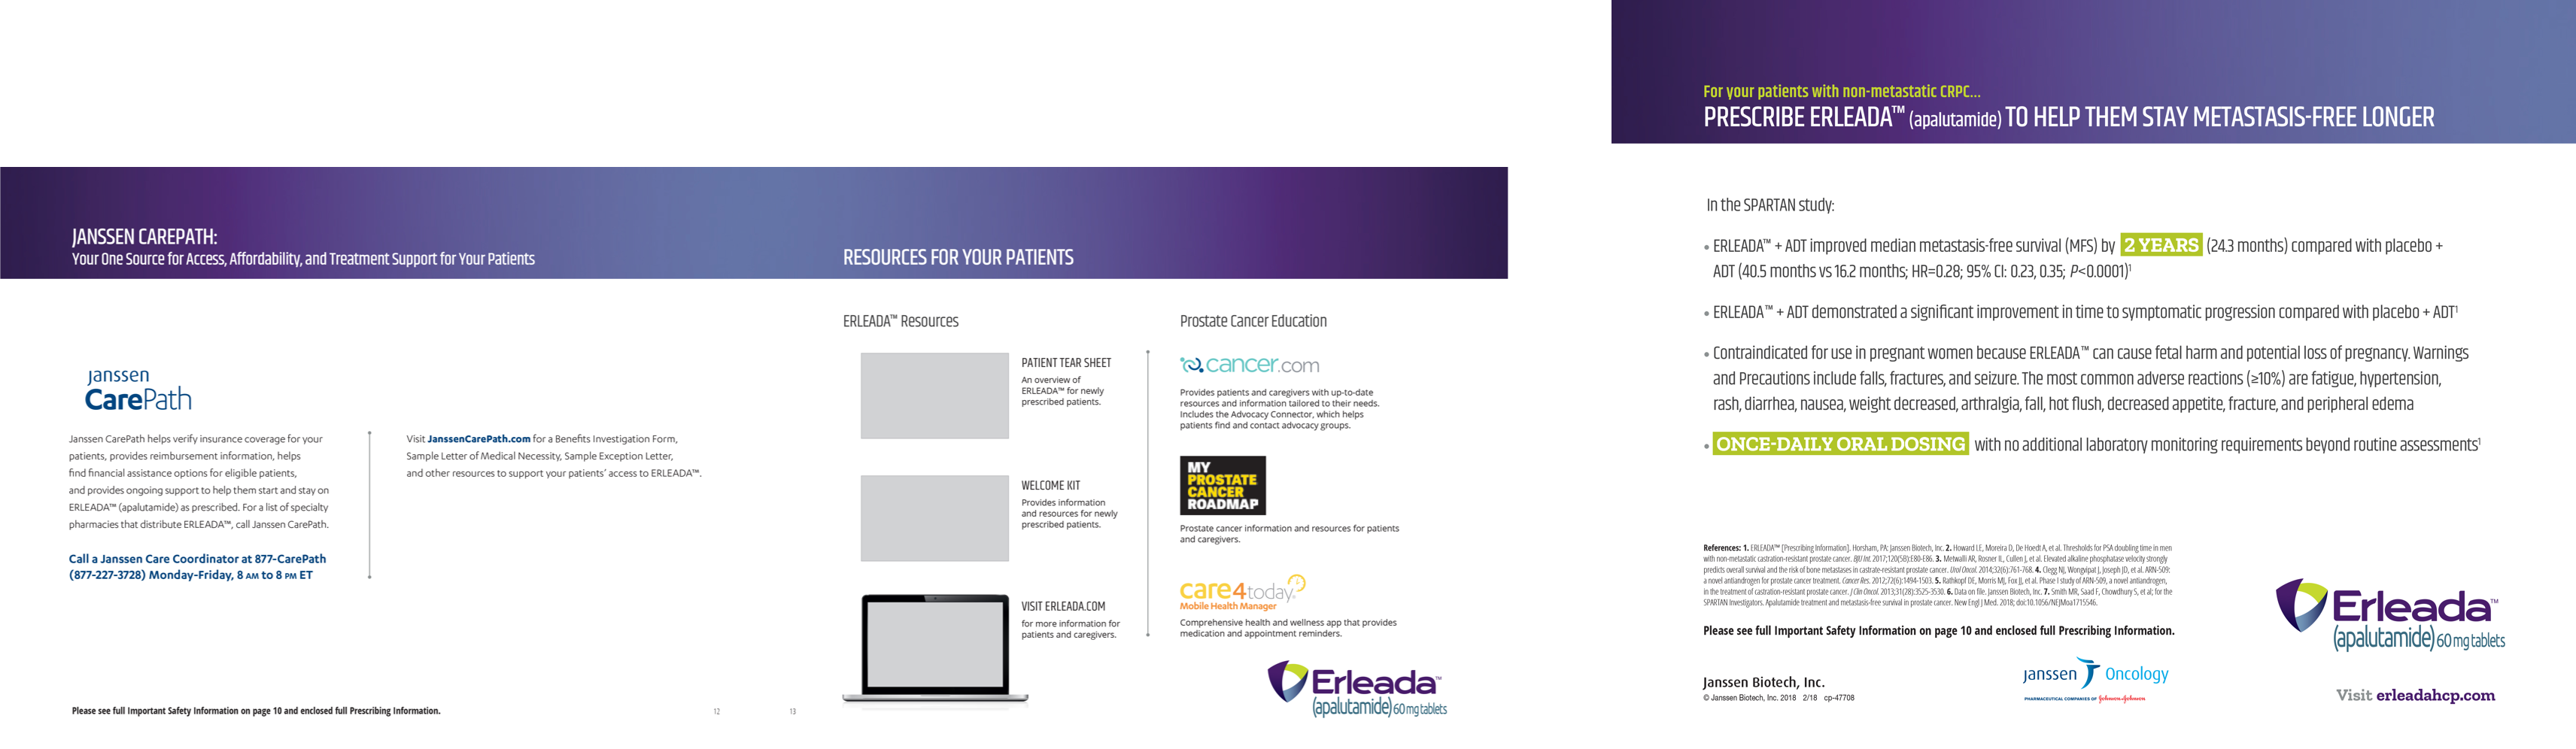 JANSSEN CAREPATH:
Your One Source for Access, Affordability, and Treatment Support for Your Patients
janssen
CarePath
Janssen CarePath helps verify insurance coverage for your
patients, provides reimbursement information, helps
find financial assistance options for eligible patients,
and provides ongoing support to help them start and stay on
ERLEADA™ (apalutamide) as prescribed. For a list of specialty
pharmacies that distribute ERLEADA™, call Janssen CarePath.
Call a Janssen Care Coordinator at 877-CarePath
(877-227-3728) Monday-Friday, 8 AM to 8 PM ET
Visit JanssenCarePath.com for a Benefits Investigation Form,
Sample Letter of Medical Necessity, Sample Exception Letter,
and other resources to support your patients' access to ERLEADA™.
Please see full Important Safety Information on page 10 and enclosed full Prescribing Information.
12
RESOURCES FOR YOUR PATIENTS
ERLEADA™ Resources
PATIENT TEAR SHEET
An overview of
ERLEADA™ for newly
prescribed patients.
WELCOME KIT
Provides information
and resources for newly
prescribed patients.
VISIT ERLEADA.COM
for more information for
patients and caregivers.
Prostate Cancer Education
cancer.com
Provides patients and caregivers with up-to-date
resources and information tailored to their needs.
Includes the Advocacy Connector, which helps
patients find and contact advocacy groups.
MY
PROSTATE
CANCER
ROADMAP
Prostate cancer information and resources for patients
and caregivers.
care4today®
Mobile Health Manager
Comprehensive health and wellness app that provides
medication and appointment reminders.
Erleada™
(apalutamide) 60 mg tablets
13
For your patients with non-metastatic CRPC...
PRESCRIBE ERLEADA™ (apalutamide) TO HELP THEM STAY METASTASIS-FREE LONGER
In the SPARTAN study:
• ERLEADA™ + ADT improved median metastasis-free survival (MFS) by 2 YEARS (24.3 months) compared with placebo +
ADT (40.5 months vs 16.2 months; HR=0.28; 95% CI: 0.23, 0.35; P<0.0001)¹
• ERLEADA™ + ADT demonstrated a significant improvement in time to symptomatic progression compared with placebo + ADT¹
• Contraindicated for use in pregnant women because ERLEADA™ can cause fetal harm and potential loss of pregnancy. Warnings
and Precautions include falls, fractures, and seizure. The most common adverse reactions (≥10%) are fatigue, hypertension,
rash, diarrhea, nausea, weight decreased, arthralgia, fall, hot flush, decreased appetite, fracture, and peripheral edema
• ONCE-DAILY ORAL DOSING with no additional laboratory monitoring requirements beyond routine assessments¹
References: 1. ERLEADA™ [Prescribing Information]. Horsham, PA: Janssen Biotech, Inc. 2. Howard LE, Moreira D, De Hoedt A, et al. Thresholds for PSA doubling time in men
with non-metastatic castration-resistant prostate cancer. BJU Int. 2017;120(5B):E80-E86. 3. Metwalli AR, Rosner IL, Cullen J, et al. Elevated alkaline phosphatase velocity strongly
predicts overall survival and the risk of bone metastases in castrate-resistant prostate cancer. Urol Oncol. 2014;32(6):761-768. 4. Clegg NJ, Wongvipat J, Joseph JD, et al. ARN-509:
a novel antiandrogen for prostate cancer treatment. Cancer Res. 2012;72(6):1494-1503. 5. Rathkopf DE, Morris MJ, Fox JJ, et al. Phase I study of ARN-509, a novel antiandrogen,
in the treatment of castration-resistant prostate cancer. J Clin Oncol. 2013;31(28):3525-3530. 6. Data on file. Janssen Biotech, Inc. 7. Smith MR, Saad F, Chowdhury S, et al; for the
SPARTAN Investigators. Apalutamide treatment and metastasis-free survival in prostate cancer. New Engl J Med. 2018; doi:10.1056/NEJMoa1715546.
Please see full Important Safety Information on page 10 and enclosed full Prescribing Information.
Janssen Biotech, Inc.
© Janssen Biotech, Inc. 2018 2/18 cp-47708
janssen Oncology
PHARMACEUTICAL COMPANIES OF Johnson & Johnson
Erleada™
(apalutamide) 60 mg tablets
Visit erleadahcp.com